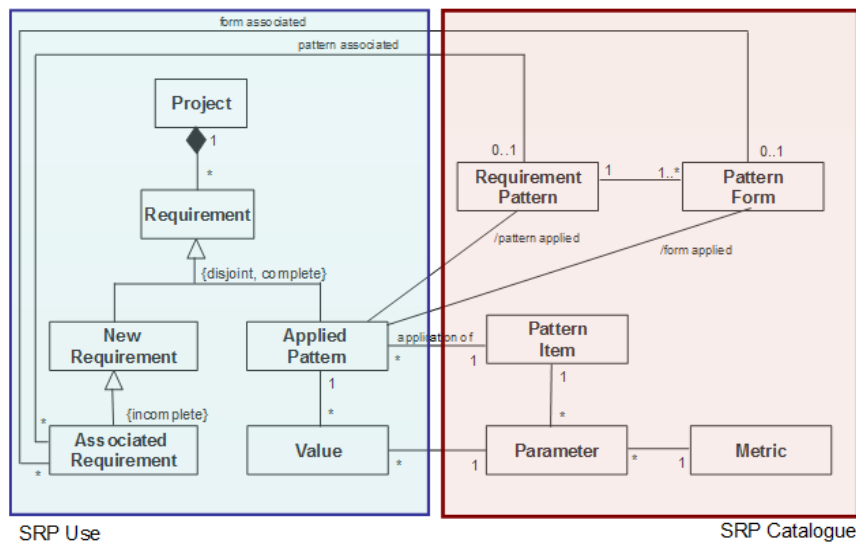 form associated
pattern associated
Project
1
*
Requirement
0..1
0..1
Requirement
Pattern
1
1..*
Pattern
Form
/pattern applied
/form applied
{disjoint, complete}
New
Requirement
Applied
Pattern
application of
*
1
Pattern
Item
1
*
1
*
{incomplete}
*
*
Associated
Requirement
Value
*
1
Parameter
*
1
Metric
SRP Use
SRP Catalogue